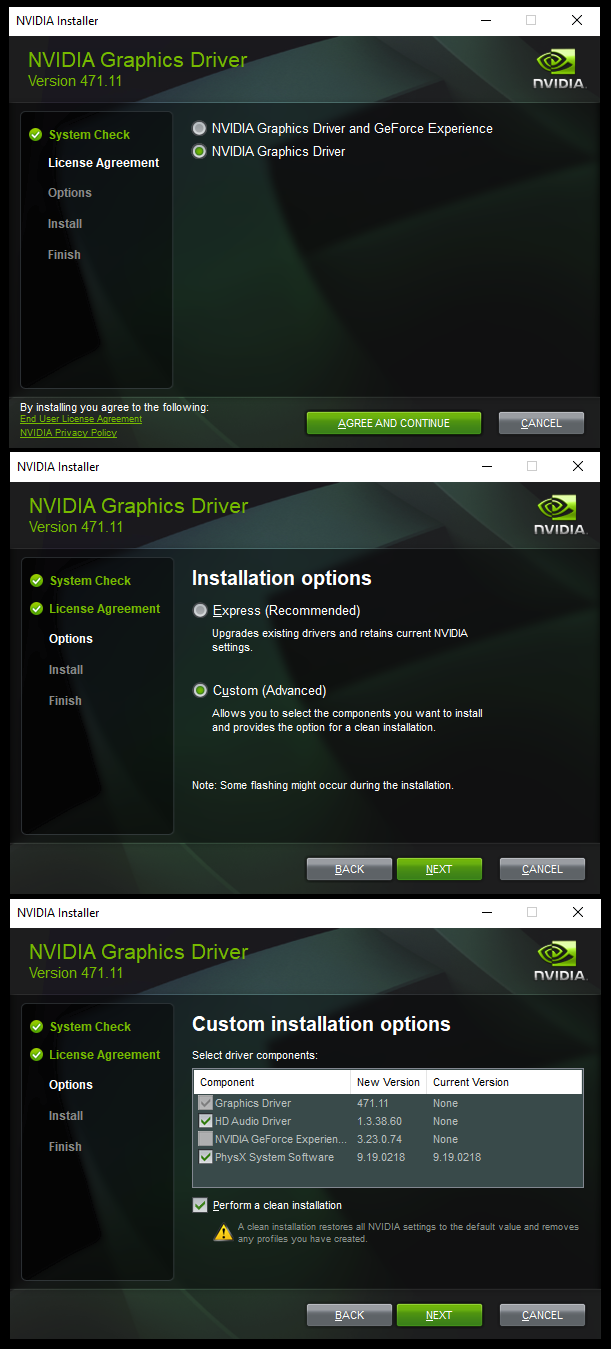 NVIDIA Installer
NVIDIA Graphics Driver
Version 471.11
NVIDIA
System Check
License Agreement
Options
Install
Finish
NVIDIA Graphics Driver and GeForce Experience
NVIDIA Graphics Driver
By installing you agree to the following:
End User License Agreement
NVIDIA Privacy Policy
AGREE AND CONTINUE
CANCEL
NVIDIA Installer
NVIDIA Graphics Driver
Version 471.11
NVIDIA
System Check
License Agreement
Options
Install
Finish
Installation options
Express (Recommended)
Upgrades existing drivers and retains current NVIDIA
settings.
Custom (Advanced)
Allows you to select the components you want to install
and provides the option for a clean installation.
Note: Some flashing might occur during the installation.
BACK
NEXT
CANCEL
NVIDIA Installer
NVIDIA Graphics Driver
Version 471.11
NVIDIA
System Check
License Agreement
Options
Install
Finish
Custom installation options
Select driver components:
Component New Version Current Version
Graphics Driver 471.11 None
HD Audio Driver 1.3.38.60 None
NVIDIA GeForce Experien... 3.23.0.74 None
PhysX System Software 9.19.0218 9.19.0218
Perform a clean installation
A clean installation restores all NVIDIA settings to the default value and removes
any profiles you have created.
BACK
NEXT
CANCEL